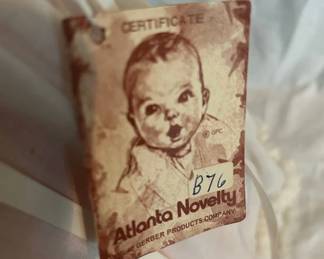 CERTIFICATE
© GPC
B76
Atlanta Novelty
GERBER PRODUCTS COMPANY